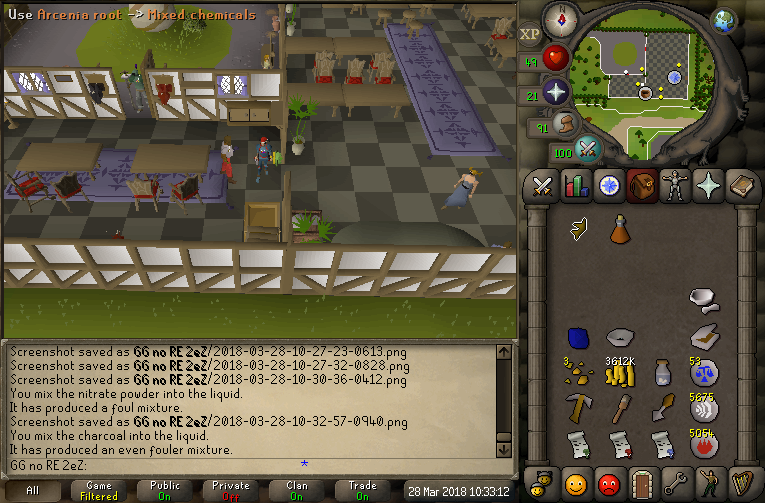 Use Arcenia root -> Mixed chemicals
XP
49
21
91
100
Screenshot saved as GG no RE 2eZ/2018-03-28-10-27-23-0613.png
Screenshot saved as GG no RE 2eZ/2018-03-28-10-27-32-0828.png
Screenshot saved as GG no RE 2eZ/2018-03-28-10-30-36-0412.png
You mix the nitrate powder into the liquid.
It has produced a foul mixture.
Screenshot saved as GG no RE 2eZ/2018-03-28-10-32-57-0940.png
You mix the charcoal into the liquid.
It has produced an even fouler mixture.
GG no RE 2eZ: *
3
3612K
53
5675
5054
All
Game
Filtered
Public
On
Private
Off
Clan
On
Trade
On
28 Mar 2018 10:33:12